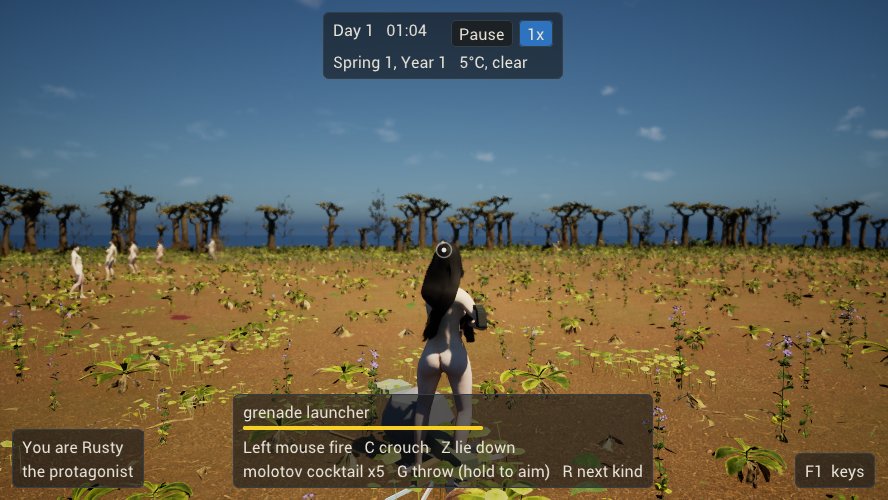 Day 1 01:04 Pause 1x
Spring 1, Year 1 5°C, clear
grenade launcher
Left mouse fire C crouch Z lie down
molotov cocktail x5 G throw (hold to aim) R next kind
You are Rusty
the protagonist
F1 keys